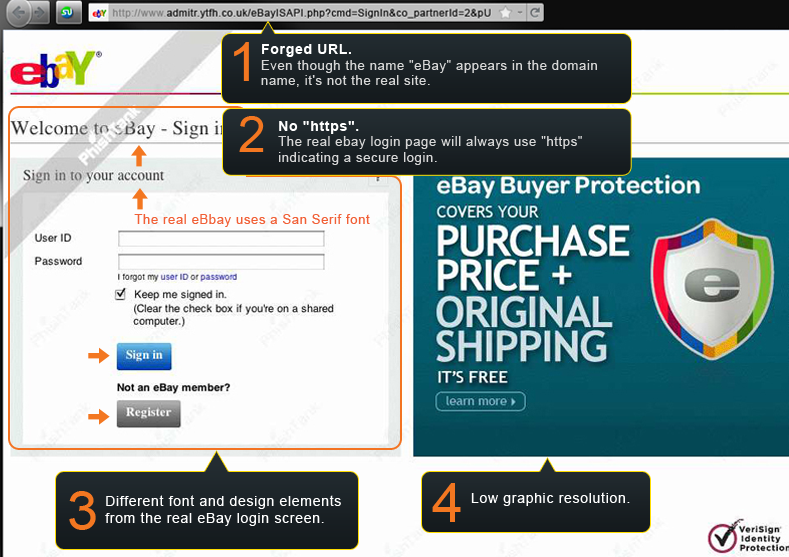 http://www.admitr.ytfh.co.uk/eBayISAPI.php?cmd=SignIn&co_partnerId=2&pU
ebaY®
1
Forged URL.
Even though the name "eBay" appears in the domain
name, it's not the real site.
Welcome to eBay - Sign in
2
No "https".
The real ebay login page will always use "https"
indicating a secure login.
PhishTank
Sign in to your account
?
The real eBbay uses a San Serif font
User ID
Password
I forgot my user ID or password
Keep me signed in.
(Clear the check box if you're on a shared
computer.)
Sign in
Not an eBay member?
Register
eBay Buyer Protection
COVERS YOUR
PURCHASE
PRICE +
ORIGINAL
SHIPPING
IT'S FREE
learn more
e
3
Different font and design elements
from the real eBay login screen.
4
Low graphic resolution.
VeriSign
Identity
Protection